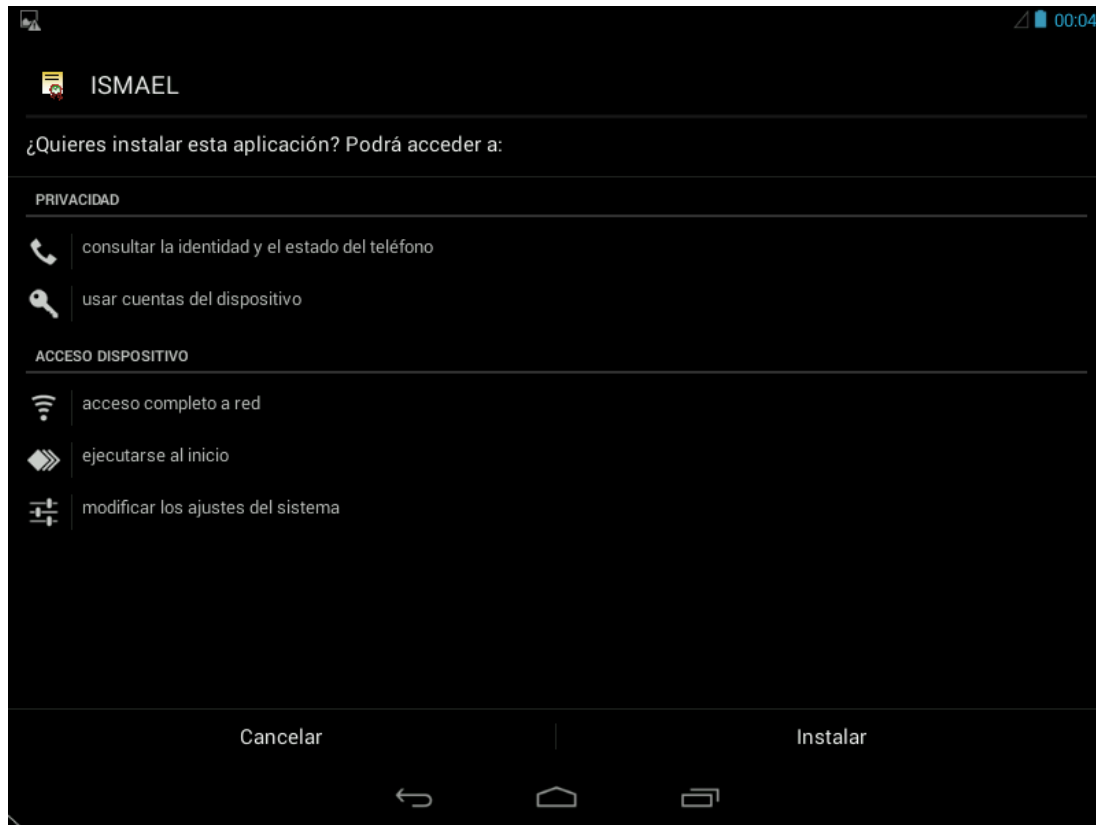 00:04
ISMAEL
¿Quieres instalar esta aplicación? Podrá acceder a:
PRIVACIDAD
consultar la identidad y el estado del teléfono
usar cuentas del dispositivo
ACCESO DISPOSITIVO
acceso completo a red
ejecutarse al inicio
modificar los ajustes del sistema
Cancelar
Instalar